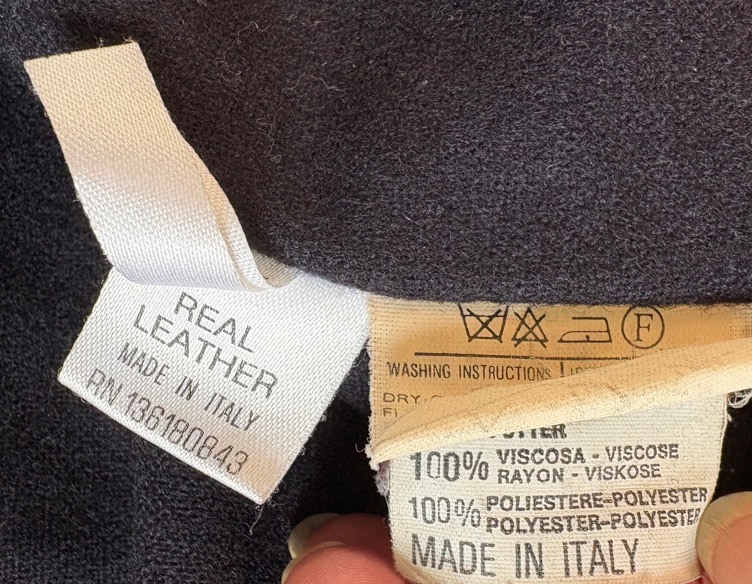 REAL
LEATHER
MADE IN ITALY
RN 136180843
F
WASHING INSTRUCTIONS
DRY
100% VISCOSA - VISCOSE
RAYON - VISKOSE
100% POLIESTERE-POLYESTER
POLYESTER-POLYESTER
MADE IN ITALY